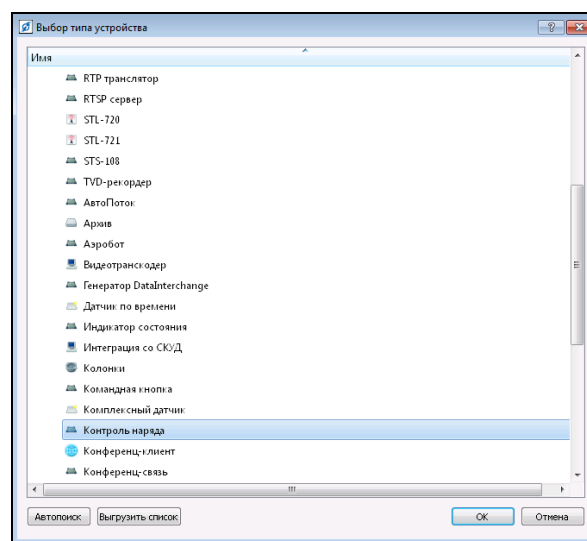 Выбор типа устройства
Имя
RTP транслятор
RTSP сервер
STL-720
STL-721
STS-108
TVD-рекордер
АвтоПоток
Архив
Аэробот
Видеотранскодер
Генератор DataInterchange
Датчик по времени
Индикатор состояния
Интеграция со СКУД
Колонки
Командная кнопка
Комплексный датчик
Контроль наряда
Конференц-клиент
Конференц-связь
Автопоиск Выгрузить список OK Отмена